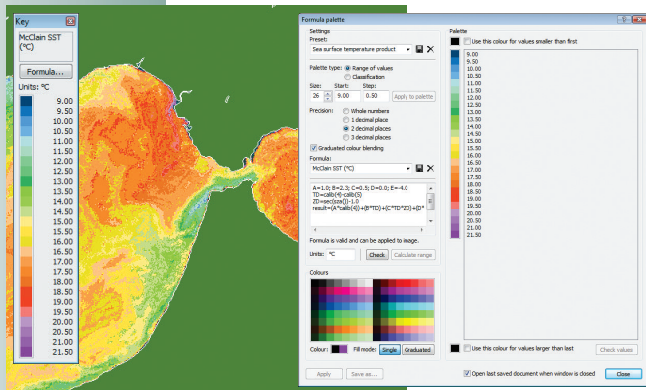 Key
McClain SST
(°C)
Formula...
Units: °C
9.00
9.50
10.00
10.50
11.00
11.50
12.00
12.50
13.00
13.50
14.00
14.50
15.00
15.50
16.00
16.50
17.00
17.50
18.00
18.50
19.00
19.50
20.00
20.50
21.00
21.50
Formula palette
Settings
Preset:
Sea surface temperature product
Palette type: Range of values
Classification
Size: Start: Step:
26 9.00 0.50 Apply to palette
Precision: Whole numbers
1 decimal place
2 decimal places
3 decimal places
Graduated colour blending
Formula:
McClain SST (°C)
A=1.0; B=2.3; C=0.5; D=0.0; E=-4.0
TD=calib(4)-calib(5)
ZD=sec(sza())-1.0
result=(A*calib(4))+(B*TD)+(C*TD*ZD)+(D*
Formula is valid and can be applied to image.
Units: °C Check Calculate range
Colours
Colour: Fill mode: Single Graduated
Apply Save as...
Palette
Use this colour for values smaller than first
9.00
9.50
10.00
10.50
11.00
11.50
12.00
12.50
13.00
13.50
14.00
14.50
15.00
15.50
16.00
16.50
17.00
17.50
18.00
18.50
19.00
19.50
20.00
20.50
21.00
21.50
Use this colour for values larger than last Check values
Open last saved document when window is closed Close